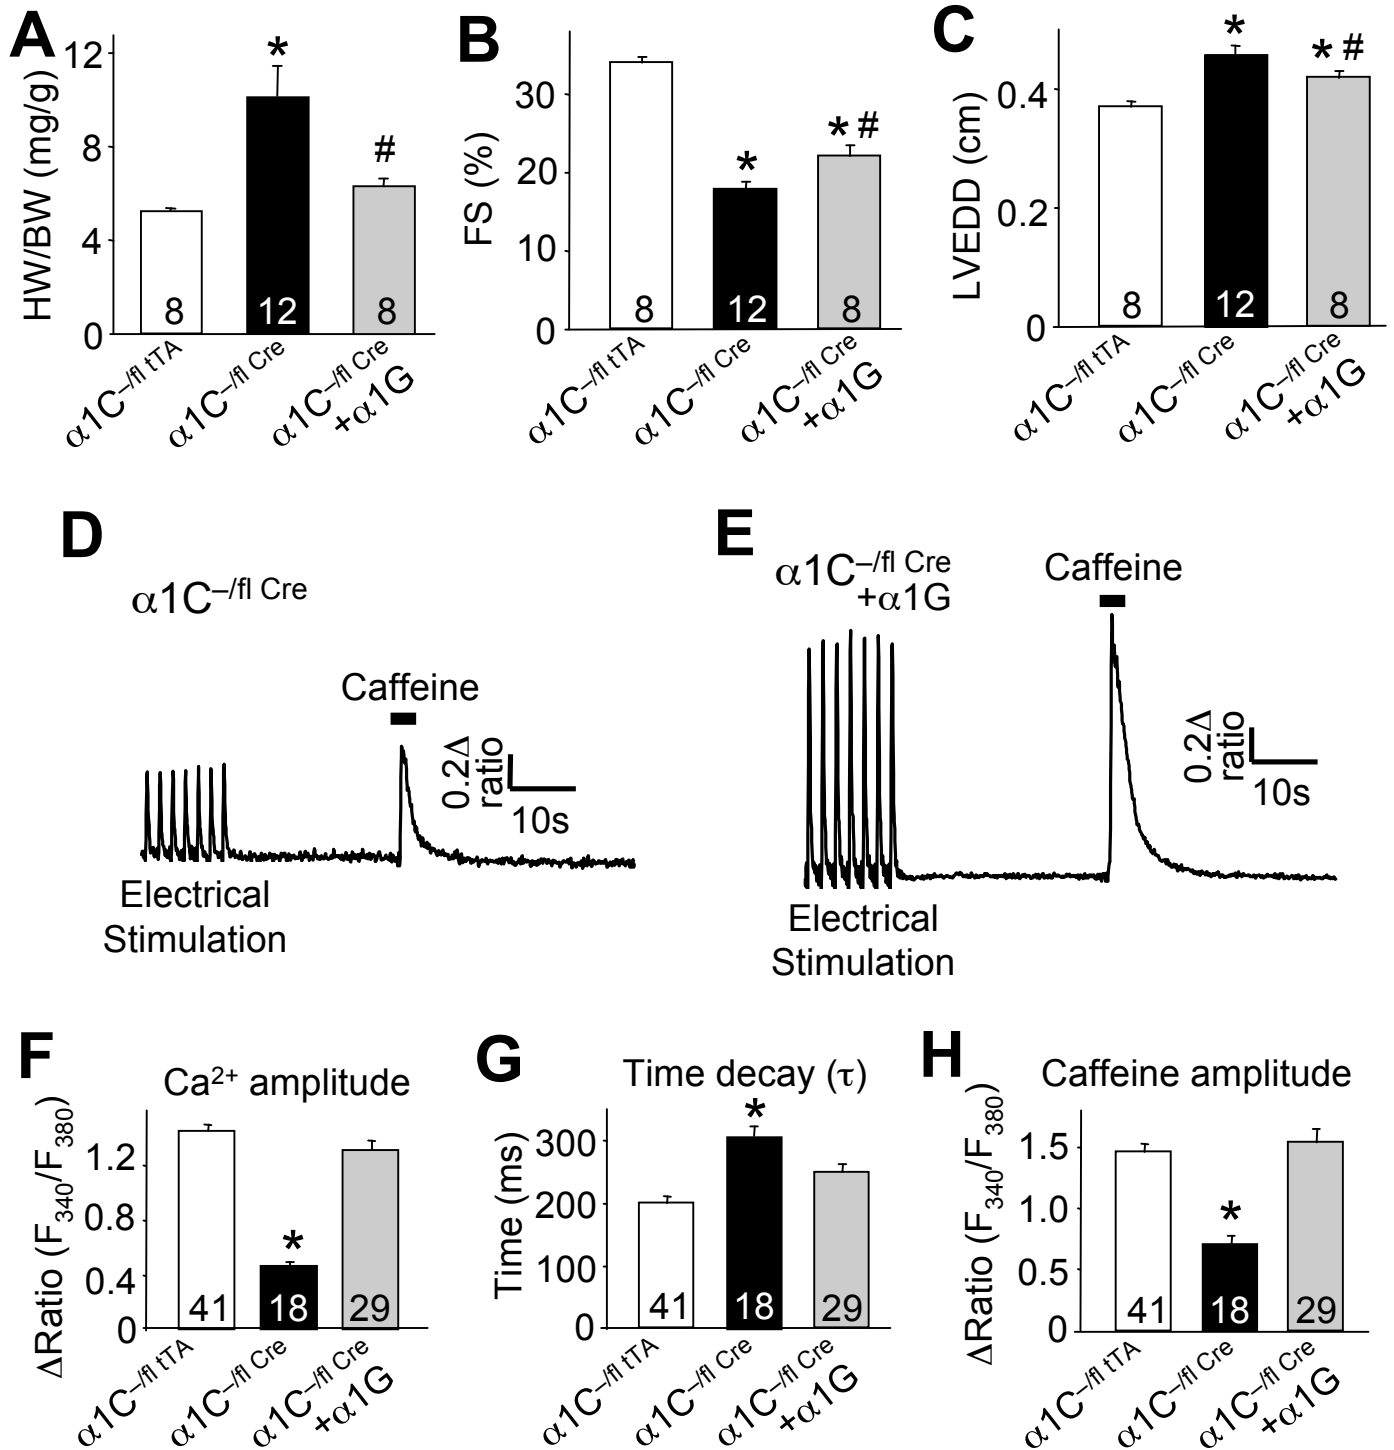 A
HW/BW (mg/g)
12
8
4
0
*
#
8
12
8
α1C–/fl tTA
α1C–/fl Cre
α1C–/fl Cre
+α1G
B
FS (%)
30
20
10
0
*
* #
8
12
8
α1C–/fl tTA
α1C–/fl Cre
α1C–/fl Cre
+α1G
C
LVEDD (cm)
0.4
0.2
0
*
* #
8
12
8
α1C–/fl tTA
α1C–/fl Cre
α1C–/fl Cre
+α1G
D
α1C–/fl Cre
Caffeine
0.2Δ
ratio
10s
Electrical
Stimulation
E
α1C–/fl Cre
+α1G
Caffeine
0.2Δ
ratio
10s
Electrical
Stimulation
F
Ca2+ amplitude
ΔRatio (F340/F380)
1.2
0.8
0.4
0
*
41
18
29
α1C–/fl tTA
α1C–/fl Cre
α1C–/fl Cre
+α1G
G
Time decay (τ)
Time (ms)
300
200
100
0
*
41
18
29
α1C–/fl tTA
α1C–/fl Cre
α1C–/fl Cre
+α1G
H
Caffeine amplitude
ΔRatio (F340/F380)
1.5
1.0
0.5
0
*
41
18
29
α1C–/fl tTA
α1C–/fl Cre
α1C–/fl Cre
+α1G